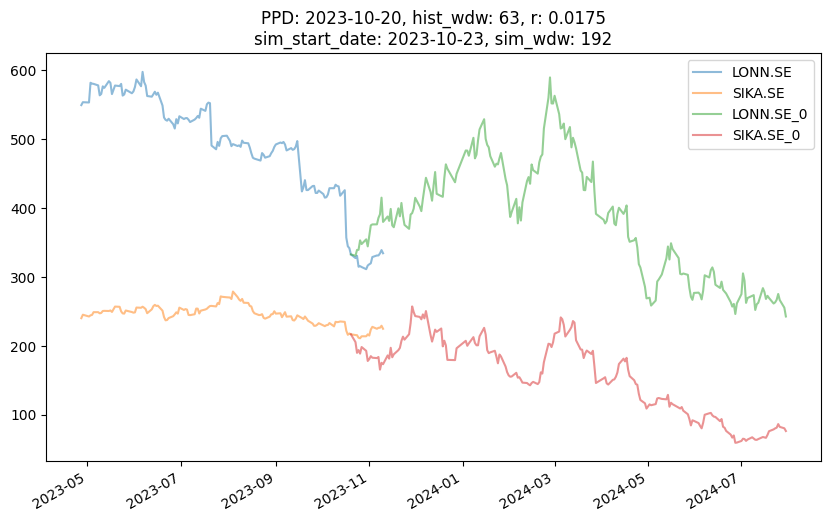 PPD: 2023-10-20, hist_wdw: 63, r: 0.0175
sim_start_date: 2023-10-23, sim_wdw: 192
LONN.SE
SIKA.SE
LONN.SE_0
SIKA.SE_0
600
500
400
300
200
100
2023-05
2023-07
2023-09
2023-11
2024-01
2024-03
2024-05
2024-07